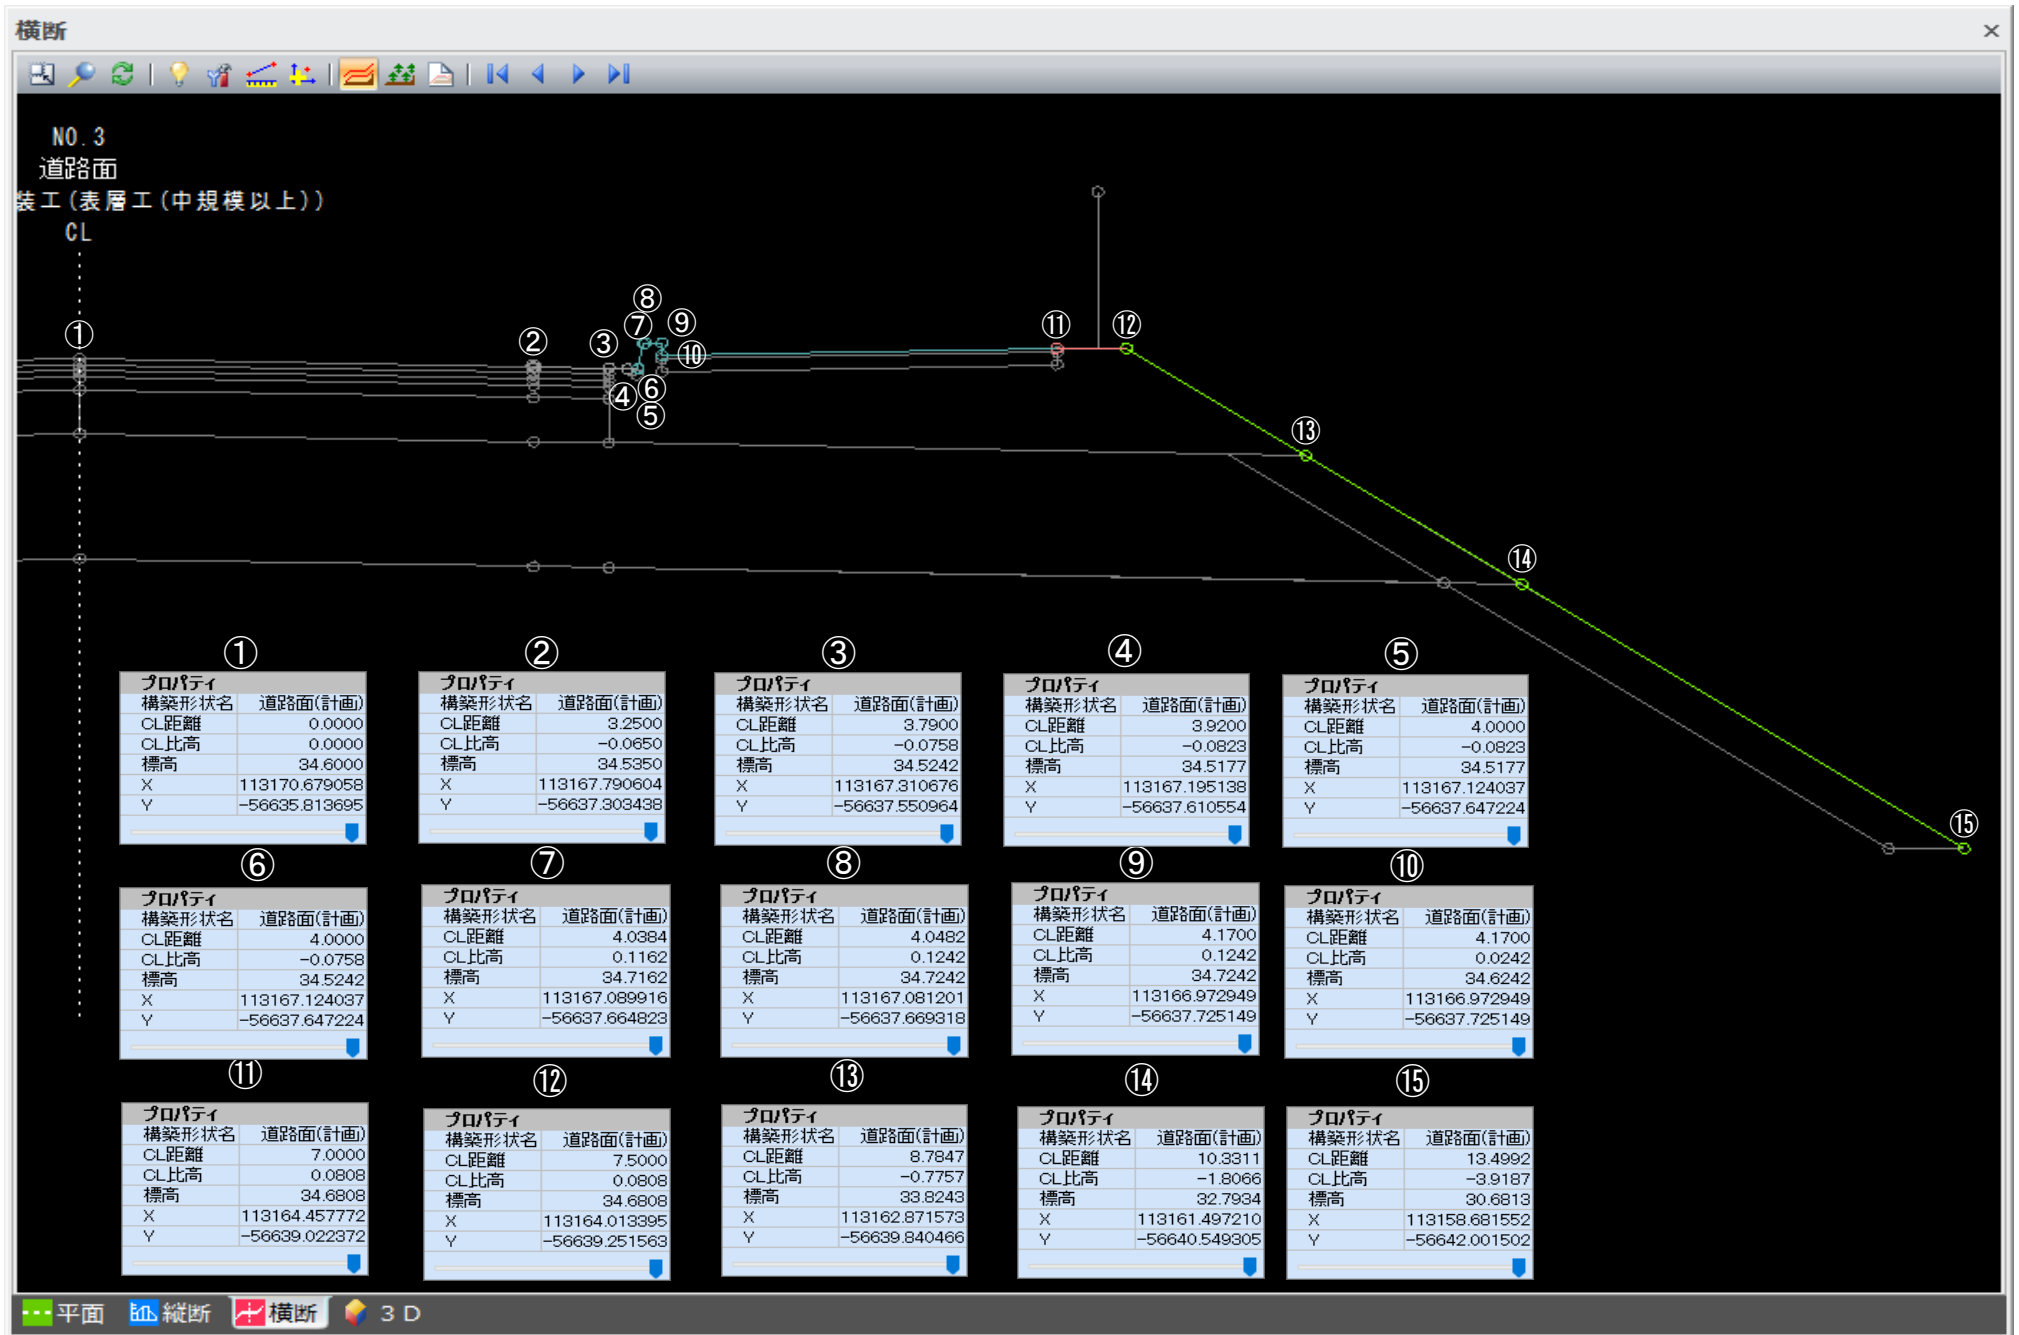 横断
NO.3
道路面
装工(表層工(中規模以上))
CL
① ② ③ ④ ⑤ ⑥ ⑦ ⑧ ⑨ ⑩ ⑪ ⑫ ⑬ ⑭ ⑮
①
プロパティ
構築形状名 道路面(計画)
CL距離 0.0000
CL比高 0.0000
標高 34.6000
X 113170.679058
Y -56635.813695
②
プロパティ
構築形状名 道路面(計画)
CL距離 3.2500
CL比高 -0.0650
標高 34.5350
X 113167.790604
Y -56637.303438
③
プロパティ
構築形状名 道路面(計画)
CL距離 3.7900
CL比高 -0.0758
標高 34.5242
X 113167.310676
Y -56637.550964
④
プロパティ
構築形状名 道路面(計画)
CL距離 3.9200
CL比高 -0.0823
標高 34.5177
X 113167.195138
Y -56637.610554
⑤
プロパティ
構築形状名 道路面(計画)
CL距離 4.0000
CL比高 -0.0823
標高 34.5177
X 113167.124037
Y -56637.647224
⑥
プロパティ
構築形状名 道路面(計画)
CL距離 4.0000
CL比高 -0.0758
標高 34.5242
X 113167.124037
Y -56637.647224
⑦
プロパティ
構築形状名 道路面(計画)
CL距離 4.0384
CL比高 0.1162
標高 34.7162
X 113167.089916
Y -56637.664823
⑧
プロパティ
構築形状名 道路面(計画)
CL距離 4.0482
CL比高 0.1242
標高 34.7242
X 113167.081201
Y -56637.669318
⑨
プロパティ
構築形状名 道路面(計画)
CL距離 4.1700
CL比高 0.1242
標高 34.7242
X 113166.972949
Y -56637.725149
⑩
プロパティ
構築形状名 道路面(計画)
CL距離 4.1700
CL比高 0.0242
標高 34.6242
X 113166.972949
Y -56637.725149
⑪
プロパティ
構築形状名 道路面(計画)
CL距離 7.0000
CL比高 0.0808
標高 34.6808
X 113164.457772
Y -56639.022372
⑫
プロパティ
構築形状名 道路面(計画)
CL距離 7.5000
CL比高 0.0808
標高 34.6808
X 113164.013395
Y -56639.251563
⑬
プロパティ
構築形状名 道路面(計画)
CL距離 8.7847
CL比高 -0.7757
標高 33.8243
X 113162.871573
Y -56639.840466
⑭
プロパティ
構築形状名 道路面(計画)
CL距離 10.3311
CL比高 -1.8066
標高 32.7934
X 113161.497210
Y -56640.549305
⑮
プロパティ
構築形状名 道路面(計画)
CL距離 13.4992
CL比高 -3.9187
標高 30.6813
X 113158.681552
Y -56642.001502
平面 縦断 横断 3D